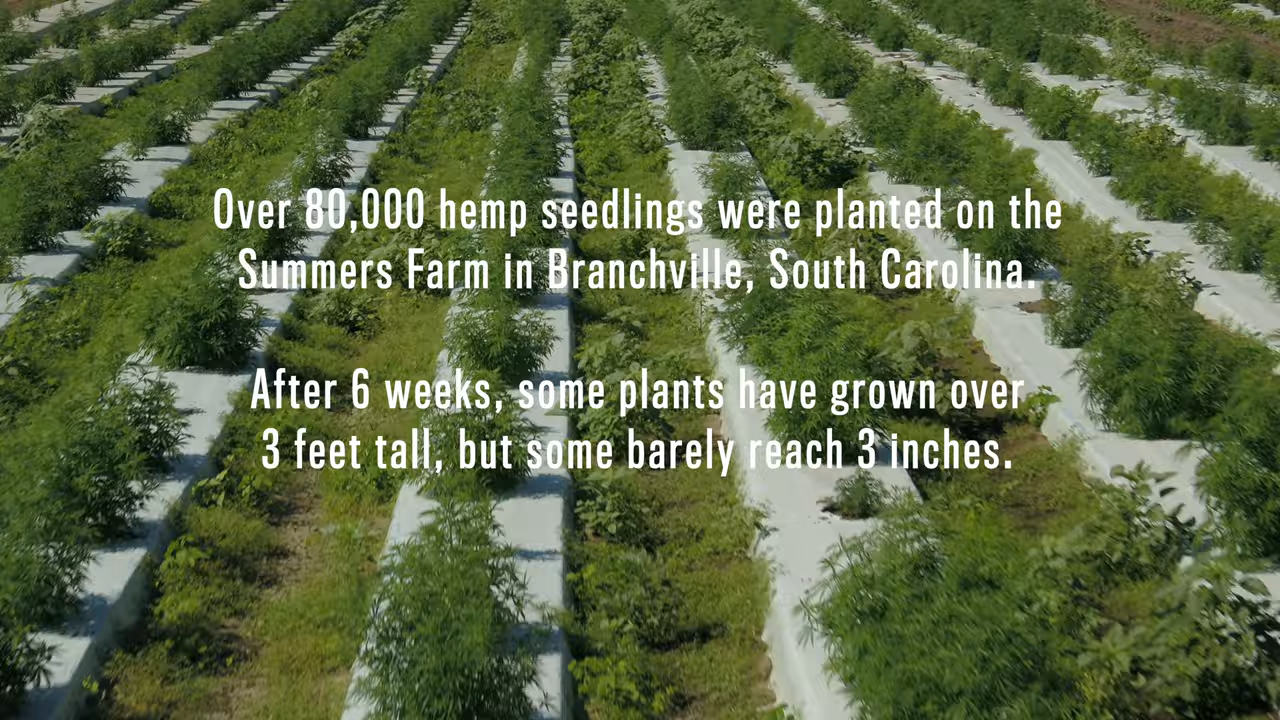 Over 80,000 hemp seedlings were planted on the
Summers Farm in Branchville, South Carolina.
After 6 weeks, some plants have grown over
3 feet tall, but some barely reach 3 inches.